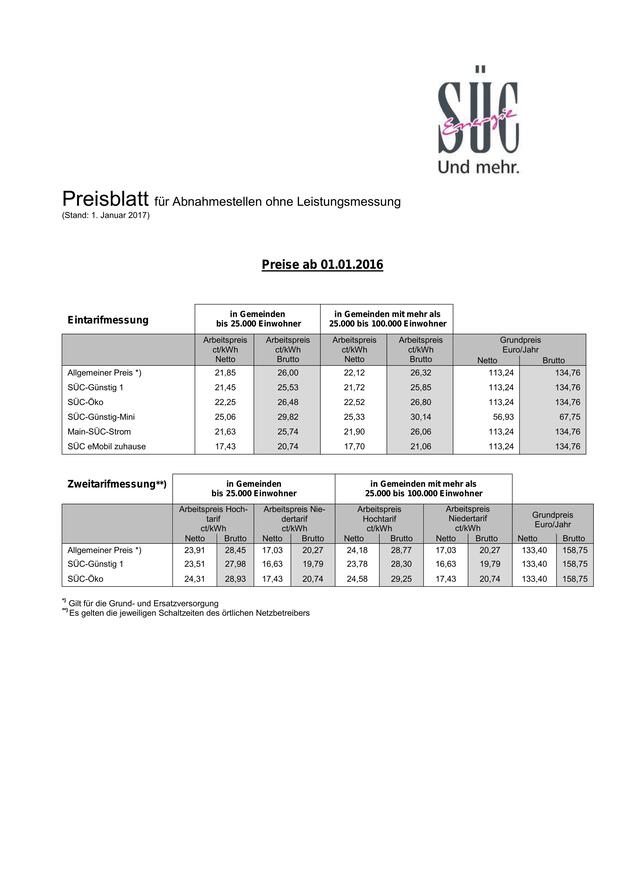 SÜC
Energie
Und mehr.
Preisblatt für Abnahmestellen ohne Leistungsmessung
(Stand: 1. Januar 2017)
Preise ab 01.01.2016
Eintarifmessung
in Gemeinden bis 25.000 Einwohner
in Gemeinden mit mehr als 25.000 bis 100.000 Einwohner
Arbeitspreis ct/kWh Netto
Arbeitspreis ct/kWh Brutto
Arbeitspreis ct/kWh Netto
Arbeitspreis ct/kWh Brutto
Grundpreis Euro/Jahr
Netto Brutto
Allgemeiner Preis *) 21,85 26,00 22,12 26,32 113,24 134,76
SÜC-Günstig 1 21,45 25,53 21,72 25,85 113,24 134,76
SÜC-Öko 22,25 26,48 22,52 26,80 113,24 134,76
SÜC-Günstig-Mini 25,06 29,82 25,33 30,14 56,93 67,75
Main-SÜC-Strom 21,63 25,74 21,90 26,06 113,24 134,76
SÜC eMobil zuhause 17,43 20,74 17,70 21,06 113,24 134,76
Zweitarifmessung**)
in Gemeinden bis 25.000 Einwohner
in Gemeinden mit mehr als 25.000 bis 100.000 Einwohner
Arbeitspreis Hoch-
tarif
ct/kWh
Arbeitspreis Nie-
dertarif
ct/kWh
Arbeitspreis
Hochtarif
ct/kWh
Arbeitspreis
Niedertarif
ct/kWh
Grundpreis
Euro/Jahr
Netto Brutto Netto Brutto Netto Brutto Netto Brutto Netto Brutto
Allgemeiner Preis *) 23,91 28,45 17,03 20,27 24,18 28,77 17,03 20,27 133,40 158,75
SÜC-Günstig 1 23,51 27,98 16,63 19,79 23,78 28,30 16,63 19,79 133,40 158,75
SÜC-Öko 24,31 28,93 17,43 20,74 24,58 29,25 17,43 20,74 133,40 158,75
*) Gilt für die Grund- und Ersatzversorgung
**) Es gelten die jeweiligen Schaltzeiten des örtlichen Netzbetreibers